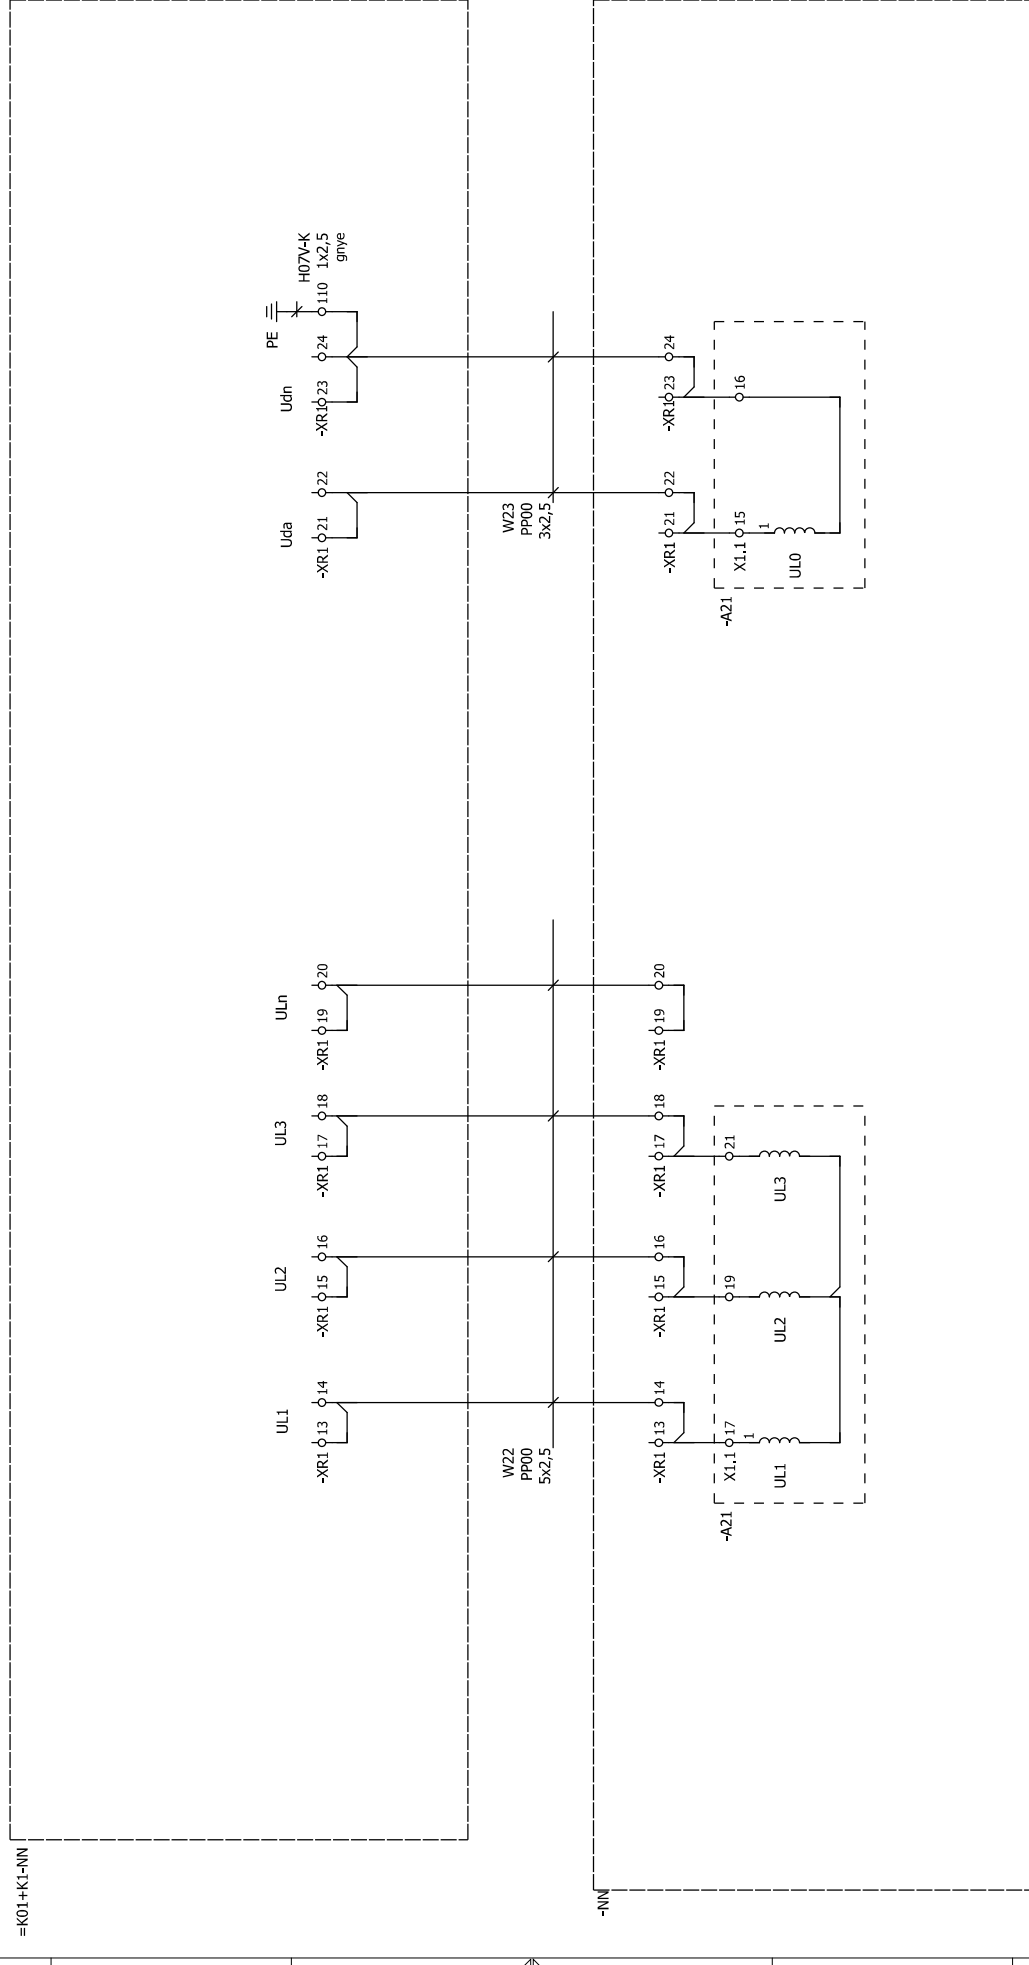 =K01+K1-NN
UL1
-XR1 13 14
UL2
-XR1 15 16
UL3
-XR1 17 18
ULn
-XR1 19 20
Uda
-XR1 21 22
Udn
-XR1 23 24
PE
110
H07V-K
1x2,5
gnye
W22
PP00
5x2,5
W23
PP00
3x2,5
-NN
-XR1 13 14
-XR1 15 16
-XR1 17 18
-XR1 19 20
-XR1 21 22
-XR1 23 24
-A21
X1.1 17
19
21
1
UL1
UL2
UL3
-A21
X1.1 15
16
1
UL0